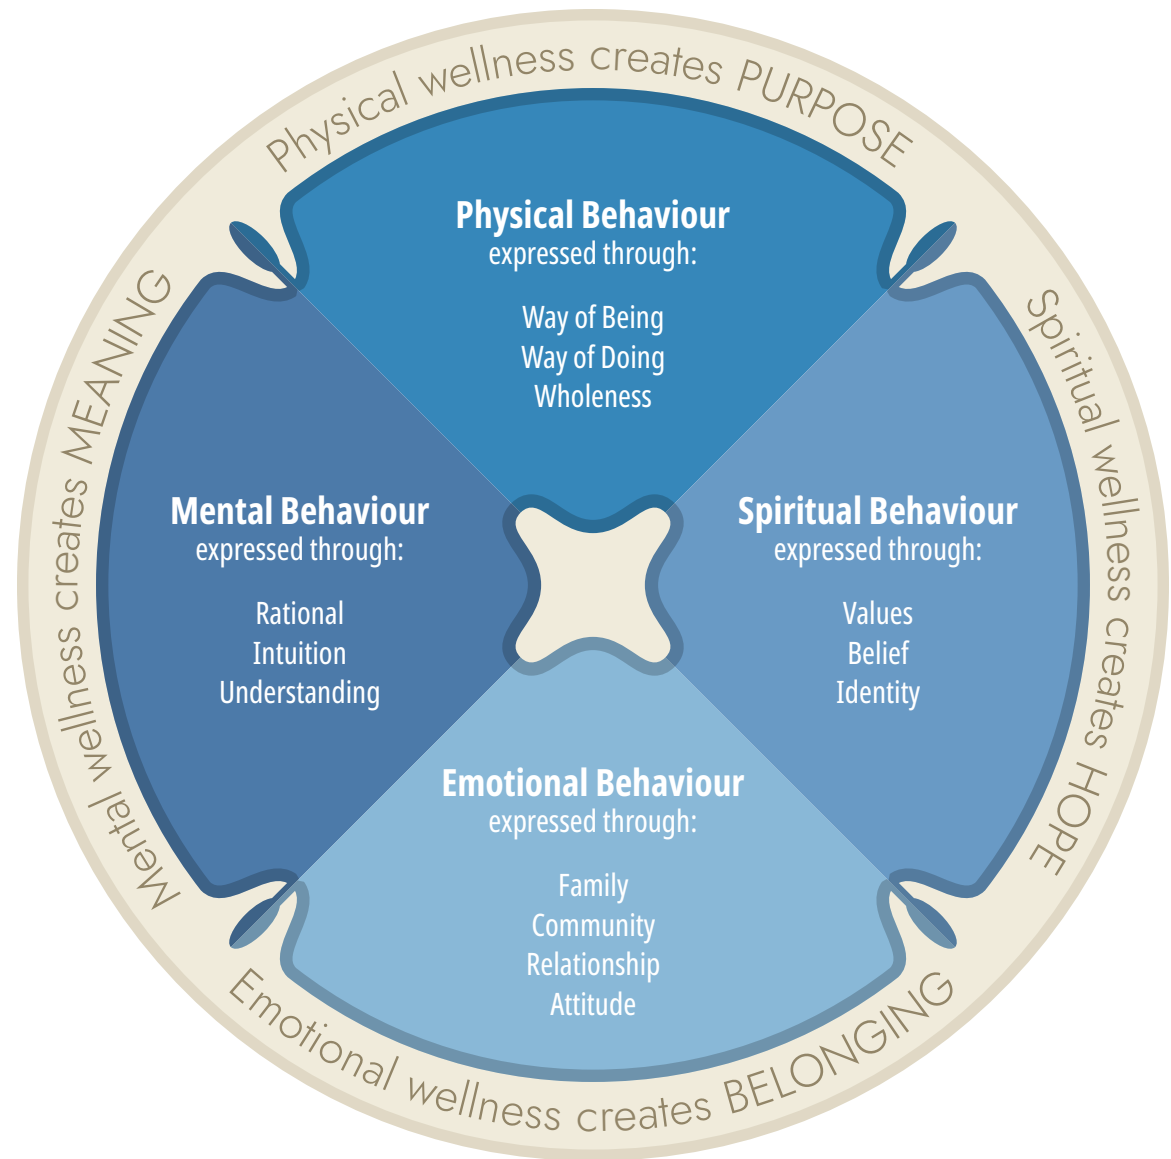 Physical wellness creates PURPOSE
Physical Behaviour
expressed through:
Way of Being
Way of Doing
Wholeness
Spiritual wellness creates HOPE
Spiritual Behaviour
expressed through:
Values
Belief
Identity
Emotional Behaviour
expressed through:
Family
Community
Relationship
Attitude
Emotional wellness creates BELONGING
Mental Behaviour
expressed through:
Rational
Intuition
Understanding
Mental wellness creates MEANING